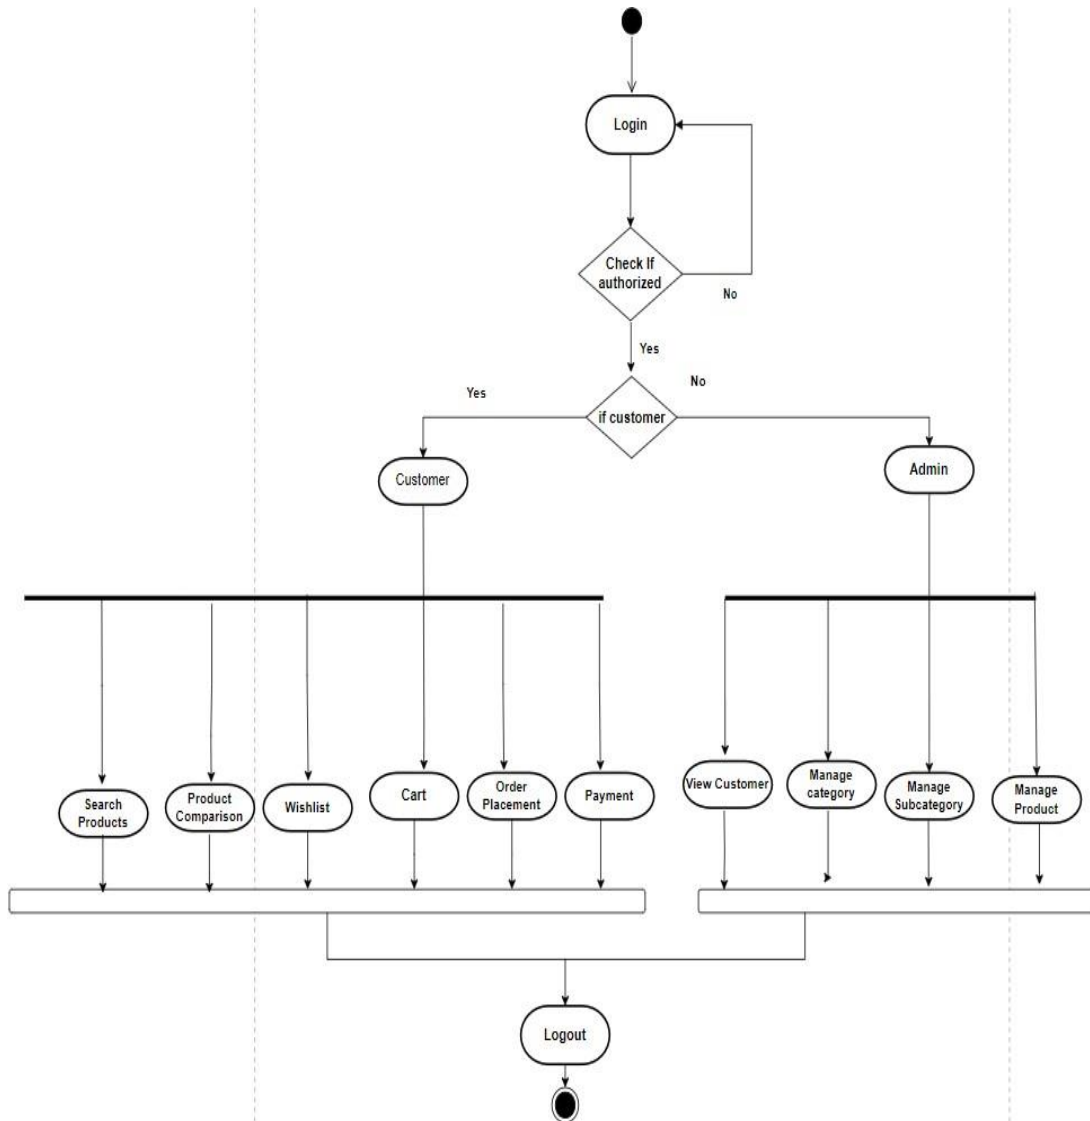 Login
Check If
authorized
No
Yes
Yes
No
if customer
Customer
Admin
Search
Products
Product
Comparison
Wishlist
Cart
Order
Placement
Payment
View Customer
Manage
category
Manage
Subcategory
Manage
Product
Logout